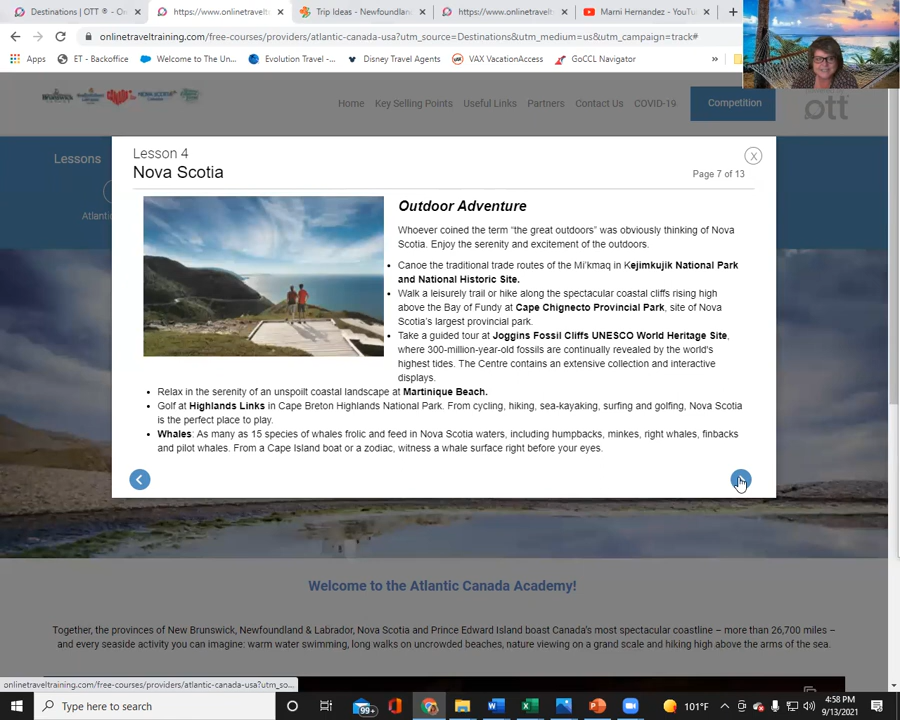 Destinations | OTT ® - O
https://www.onlinetravelt
Trip Ideas - Newfoundlan
https://www.onlinetravelt
Marni Hernandez - YouTu
onlinetraveltraining.com/free-courses/providers/atlantic-canada-usa?utm_source=Destinations&utm_medium=us&utm_campaign=track#
Apps ET - Backoffice Welcome to The Un... Evolution Travel -... Disney Travel Agents VAX VacationAccess GoCCL Navigator »
Home Key Selling Points Useful Links Partners Contact Us COVID-19 Competition ott
Lessons
Lesson 4
X
Nova Scotia
Page 7 of 13
Atlantic
Outdoor Adventure
Whoever coined the term "the great outdoors" was obviously thinking of Nova
Scotia. Enjoy the serenity and excitement of the outdoors.
• Canoe the traditional trade routes of the Mi'kmaq in Kejimkujik National Park
and National Historic Site.
• Walk a leisurely trail or hike along the spectacular coastal cliffs rising high
above the Bay of Fundy at Cape Chignecto Provincial Park, site of Nova
Scotia's largest provincial park.
• Take a guided tour at Joggins Fossil Cliffs UNESCO World Heritage Site,
where 300-million-year-old fossils are continually revealed by the world's
highest tides. The Centre contains an extensive collection and interactive
displays.
• Relax in the serenity of an unspoilt coastal landscape at Martinique Beach.
• Golf at Highlands Links in Cape Breton Highlands National Park. From cycling, hiking, sea-kayaking, surfing and golfing, Nova Scotia
is the perfect place to play.
• Whales: As many as 15 species of whales frolic and feed in Nova Scotia waters, including humpbacks, minkes, right whales, finbacks
and pilot whales. From a Cape Island boat or a zodiac, witness a whale surface right before your eyes.
Welcome to the Atlantic Canada Academy!
Together, the provinces of New Brunswick, Newfoundland & Labrador, Nova Scotia and Prince Edward Island boast Canada's most spectacular coastline – more than 26,700 miles –
and every seaside activity you can imagine: warm water swimming, long walks on uncrowded beaches, nature viewing on a grand scale and hiking high above the arms of the sea.
onlinetraveltraining.com/free-courses/providers/atlantic-canada-usa?utm_so...
Type here to search
99+
101°F
4:58 PM
9/13/2021